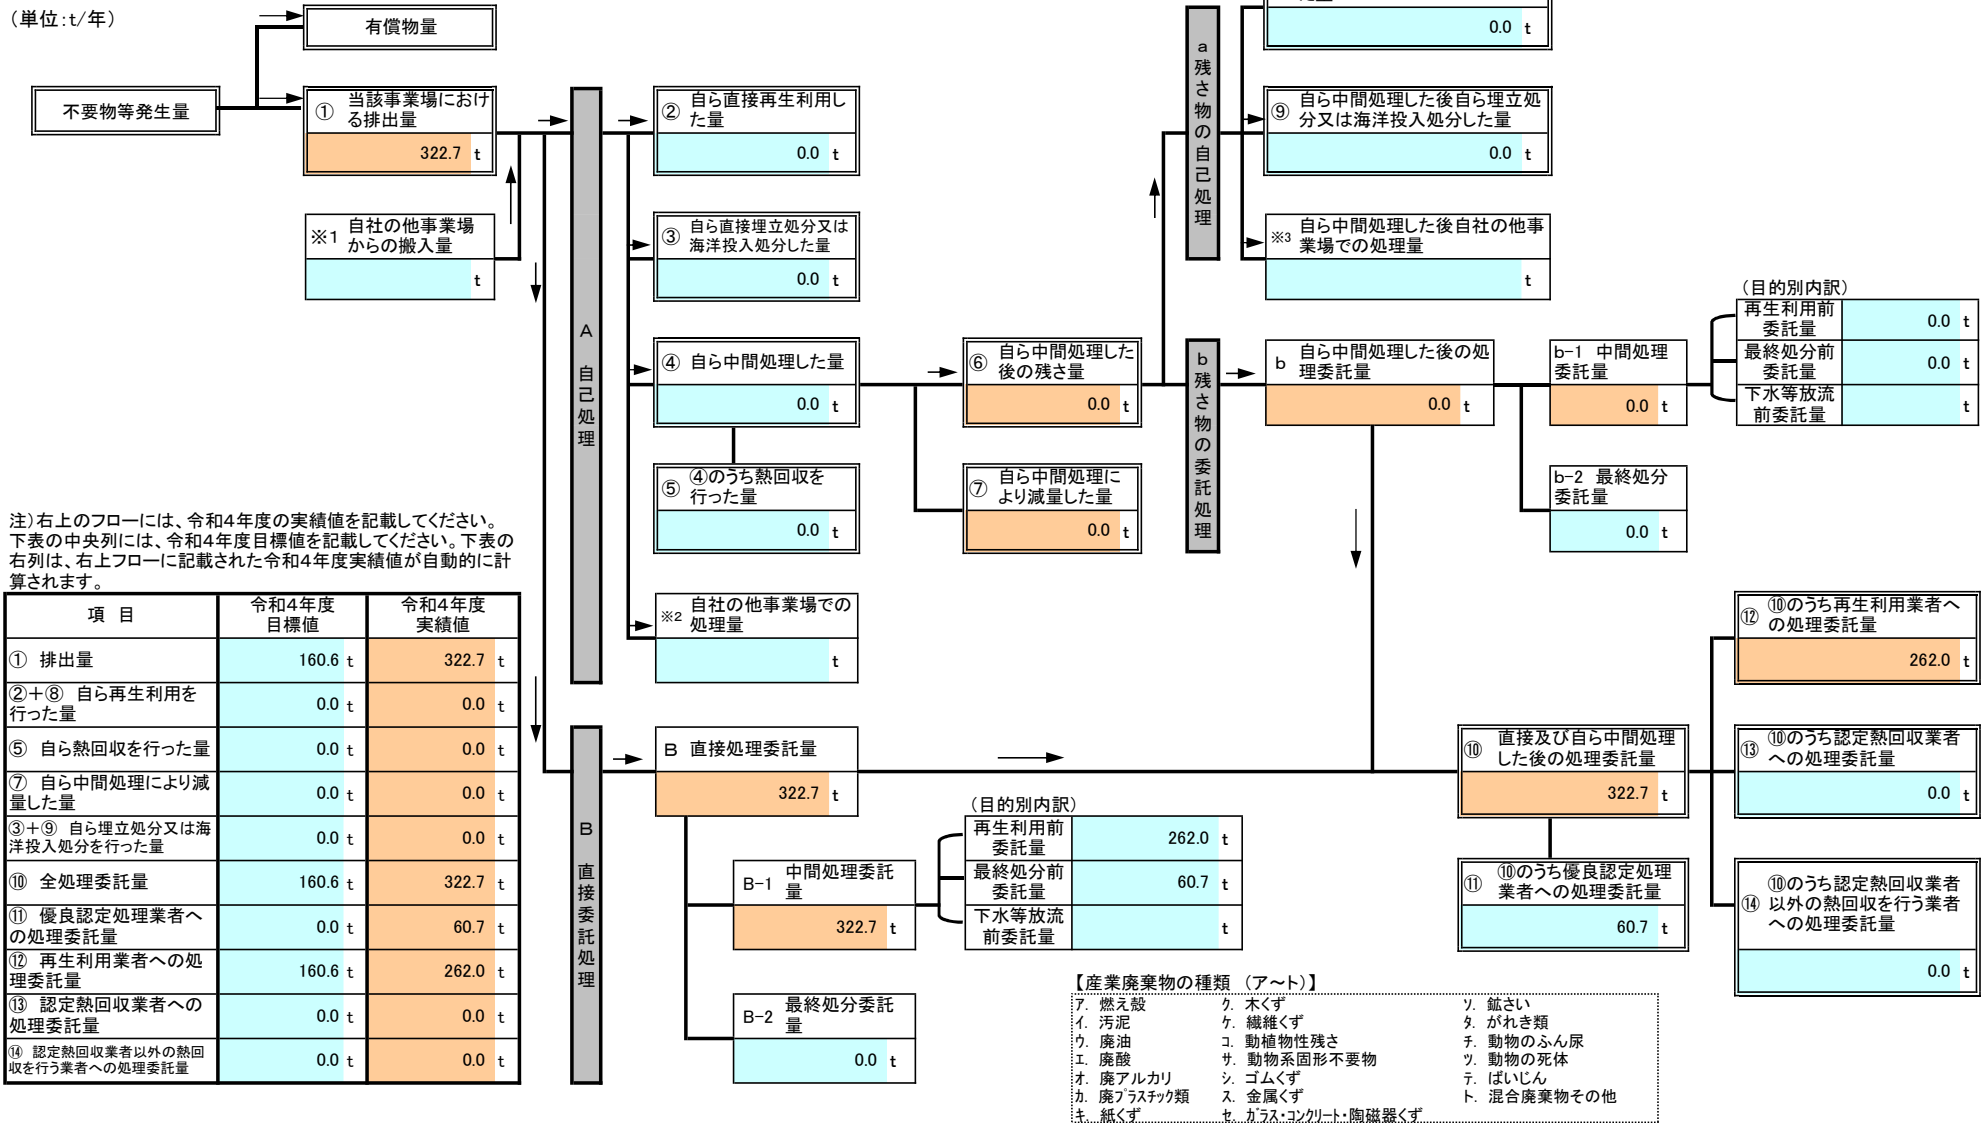 (単位:t/年)
有償物量
不要物等発生量
① 当該事業場におけ
る排出量
322.7 t
※1 自社の他事業場
からの搬入量
t
A 自己処理
② 自ら直接再生利用し
た量
0.0 t
③ 自ら直接埋立処分又は
海洋投入処分した量
0.0 t
④ 自ら中間処理した量
0.0 t
⑤ ④のうち熱回収を
行った量
0.0 t
※2 自社の他事業場での
処理量
t
⑥ 自ら中間処理した
後の残さ量
0.0 t
⑦ 自ら中間処理に
より減量した量
0.0 t
a 残さ物の自己処理
0.0 t
⑨ 自ら中間処理した後自ら埋立処
分又は海洋投入処分した量
0.0 t
※3 自ら中間処理した後自社の他事
業場での処理量
t
b 残さ物の委託処理
b 自ら中間処理した後の処
理委託量
0.0 t
b-1 中間処理
委託量
0.0 t
b-2 最終処分
委託量
0.0 t
(目的別内訳)
再生利用前
委託量 0.0 t
最終処分前
委託量 0.0 t
下水等放流
前委託量 t
注)右上のフローには、令和4年度の実績値を記載してください。
下表の中央列には、令和4年度目標値を記載してください。下表の
右列は、右上フローに記載された令和4年度実績値が自動的に計
算されます。
項 目 令和4年度
目標値 令和4年度
実績値
① 排出量 160.6 t 322.7 t
②+⑧ 自ら再生利用を
行った量 0.0 t 0.0 t
⑤ 自ら熱回収を行った量 0.0 t 0.0 t
⑦ 自ら中間処理により減
量した量 0.0 t 0.0 t
③+⑨ 自ら埋立処分又は海
洋投入処分を行った量 0.0 t 0.0 t
⑩ 全処理委託量 160.6 t 322.7 t
⑪ 優良認定処理業者へ
の処理委託量 0.0 t 60.7 t
⑫ 再生利用業者への処
理委託量 160.6 t 262.0 t
⑬ 認定熱回収業者への
処理委託量 0.0 t 0.0 t
⑭ 認定熱回収業者以外の熱回
収を行う業者への処理委託量 0.0 t 0.0 t
B 直接委託処理
B 直接処理委託量
322.7 t
B-1 中間処理委託
量
322.7 t
B-2 最終処分委託
量
0.0 t
(目的別内訳)
再生利用前
委託量 262.0 t
最終処分前
委託量 60.7 t
下水等放流
前委託量 t
⑩ 直接及び自ら中間処理
した後の処理委託量
322.7 t
⑪ ⑩のうち優良認定処理
業者への処理委託量
60.7 t
⑫ ⑩のうち再生利用業者へ
の処理委託量
262.0 t
⑬ ⑩のうち認定熱回収業者
への処理委託量
0.0 t
⑭ ⑩のうち認定熱回収業者
以外の熱回収を行う業者
への処理委託量
0.0 t
【産業廃棄物の種類 (ア~ト)】
ア. 燃え殻 ク. 木くず ソ. 鉱さい
イ. 汚泥 ケ. 繊維くず タ. がれき類
ウ. 廃油 コ. 動植物性残さ チ. 動物のふん尿
エ. 廃酸 サ. 動物系固形不要物 ツ. 動物の死体
オ. 廃アルカリ シ. ゴムくず テ. ばいじん
カ. 廃プラスチック類 ス. 金属くず ト. 混合廃棄物その他
キ. 紙くず セ. ガラス・コンクリート・陶磁器くず